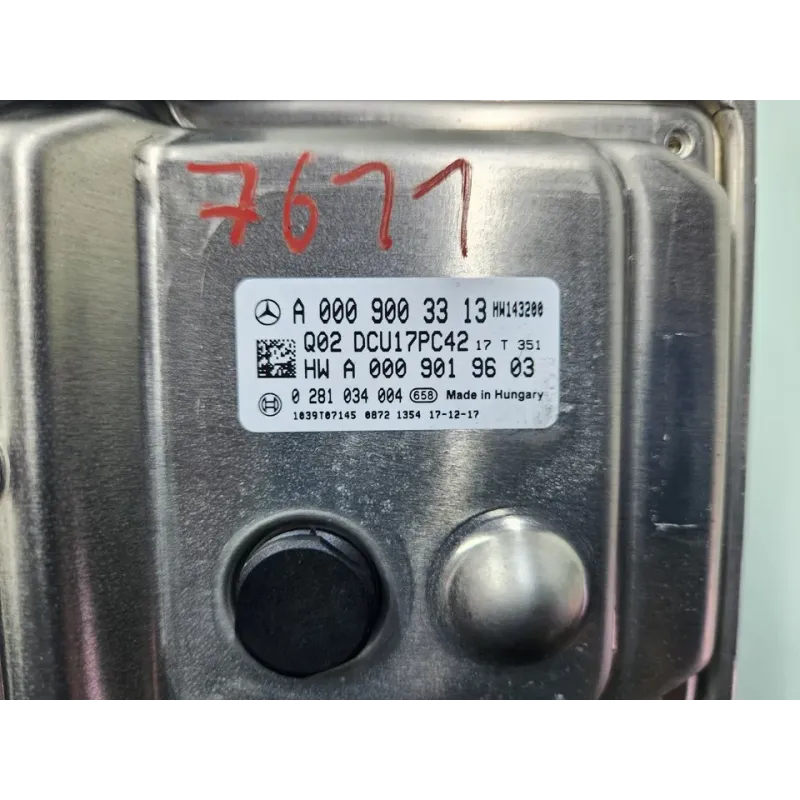 7611
A 000 900 33 13 HW143200
Q02 DCU17PC42 17 T 351
HW A 000 901 96 03
0 281 034 004 658 Made in Hungary
1039T07145 0872 1354 17-12-17